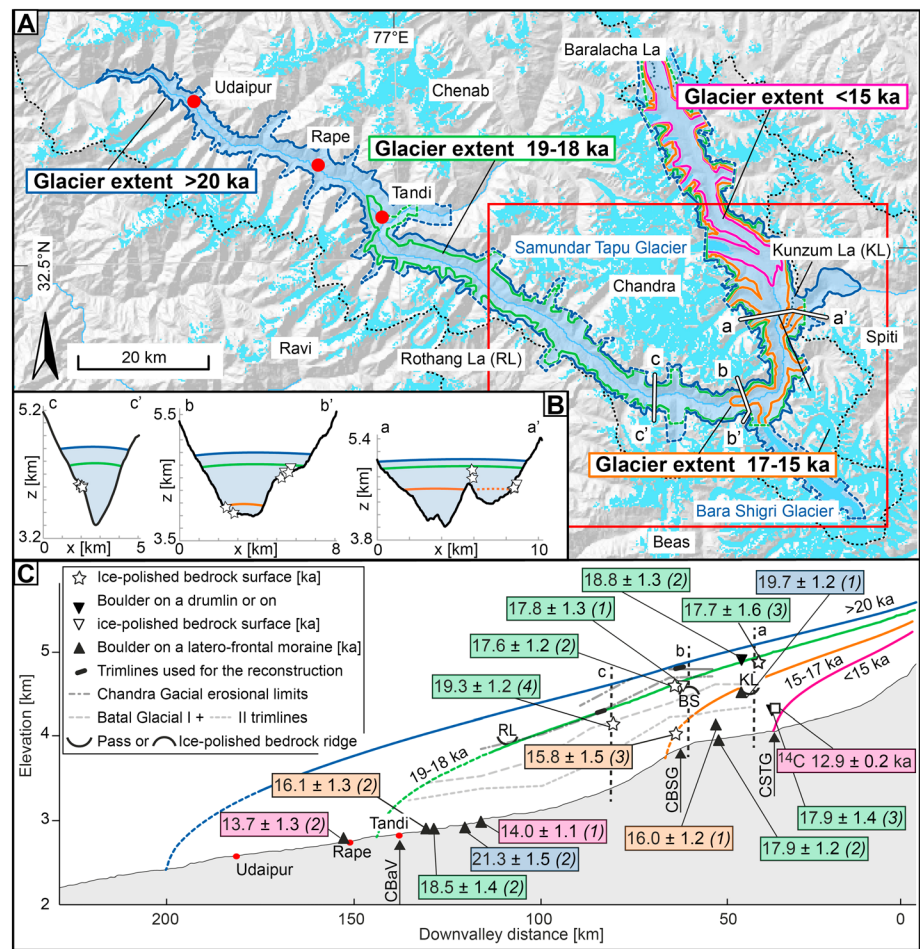 A
77°E
Baralacha La
Udaipur
Chenab
Glacier extent <15 ka
Rape
Glacier extent 19-18 ka
Glacier extent >20 ka
Tandi
32.5°N
Samundar Tapu Glacier
Kunzum La (KL)
Chandra
a
a'
20 km
Ravi
Rothang La (RL)
Spiti
c
b
c'
b'
Glacier extent 17-15 ka
Bara Shigri Glacier
Beas
B
5.2
c
c'
z [km]
3.2
x [km]
5
5.5
b
b'
z [km]
3.5
x [km]
8
5.4
a
a'
z [km]
3.8
x [km]
10
C
Ice-polished bedrock surface [ka]
Boulder on a drumlin or on
ice-polished bedrock surface [ka]
Boulder on a latero-frontal moraine [ka]
Trimlines used for the reconstruction
Chandra Gacial erosional limits
Batal Glacial I + II trimlines
Pass or Ice-polished bedrock ridge
18.8 ± 1.3 (2)
19.7 ± 1.2 (1)
17.8 ± 1.3 (1)
17.7 ± 1.6 (3)
17.6 ± 1.2 (2)
19.3 ± 1.2 (4)
>20 ka
a
b
c
KL
BS
RL
15-17 ka
<15 ka
19-18 ka
15.8 ± 1.5 (3)
14C 12.9 ± 0.2 ka
16.1 ± 1.3 (2)
13.7 ± 1.3 (2)
14.0 ± 1.1 (1)
16.0 ± 1.2 (1)
17.9 ± 1.4 (3)
17.9 ± 1.2 (2)
21.3 ± 1.5 (2)
18.5 ± 1.4 (2)
CBSG
CSTG
CBaV
Tandi
Rape
Udaipur
Elevation [km]
5
4
3
2
200
150
100
50
0
Downvalley distance [km]